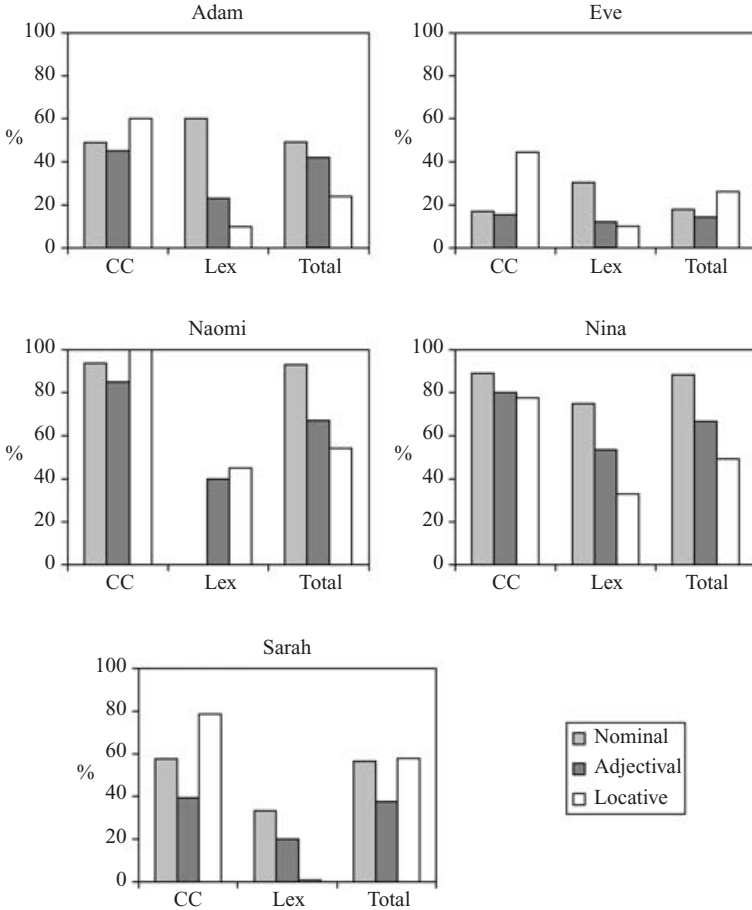 Adam
100
80
60
%
40
20
0
CC Lex Total
Eve
100
80
60
%
40
20
0
CC Lex Total
Naomi
100
80
60
%
40
20
0
CC Lex Total
Nina
100
80
60
%
40
20
0
CC Lex Total
Sarah
100
80
60
%
40
20
0
CC Lex Total
Nominal
Adjectival
Locative